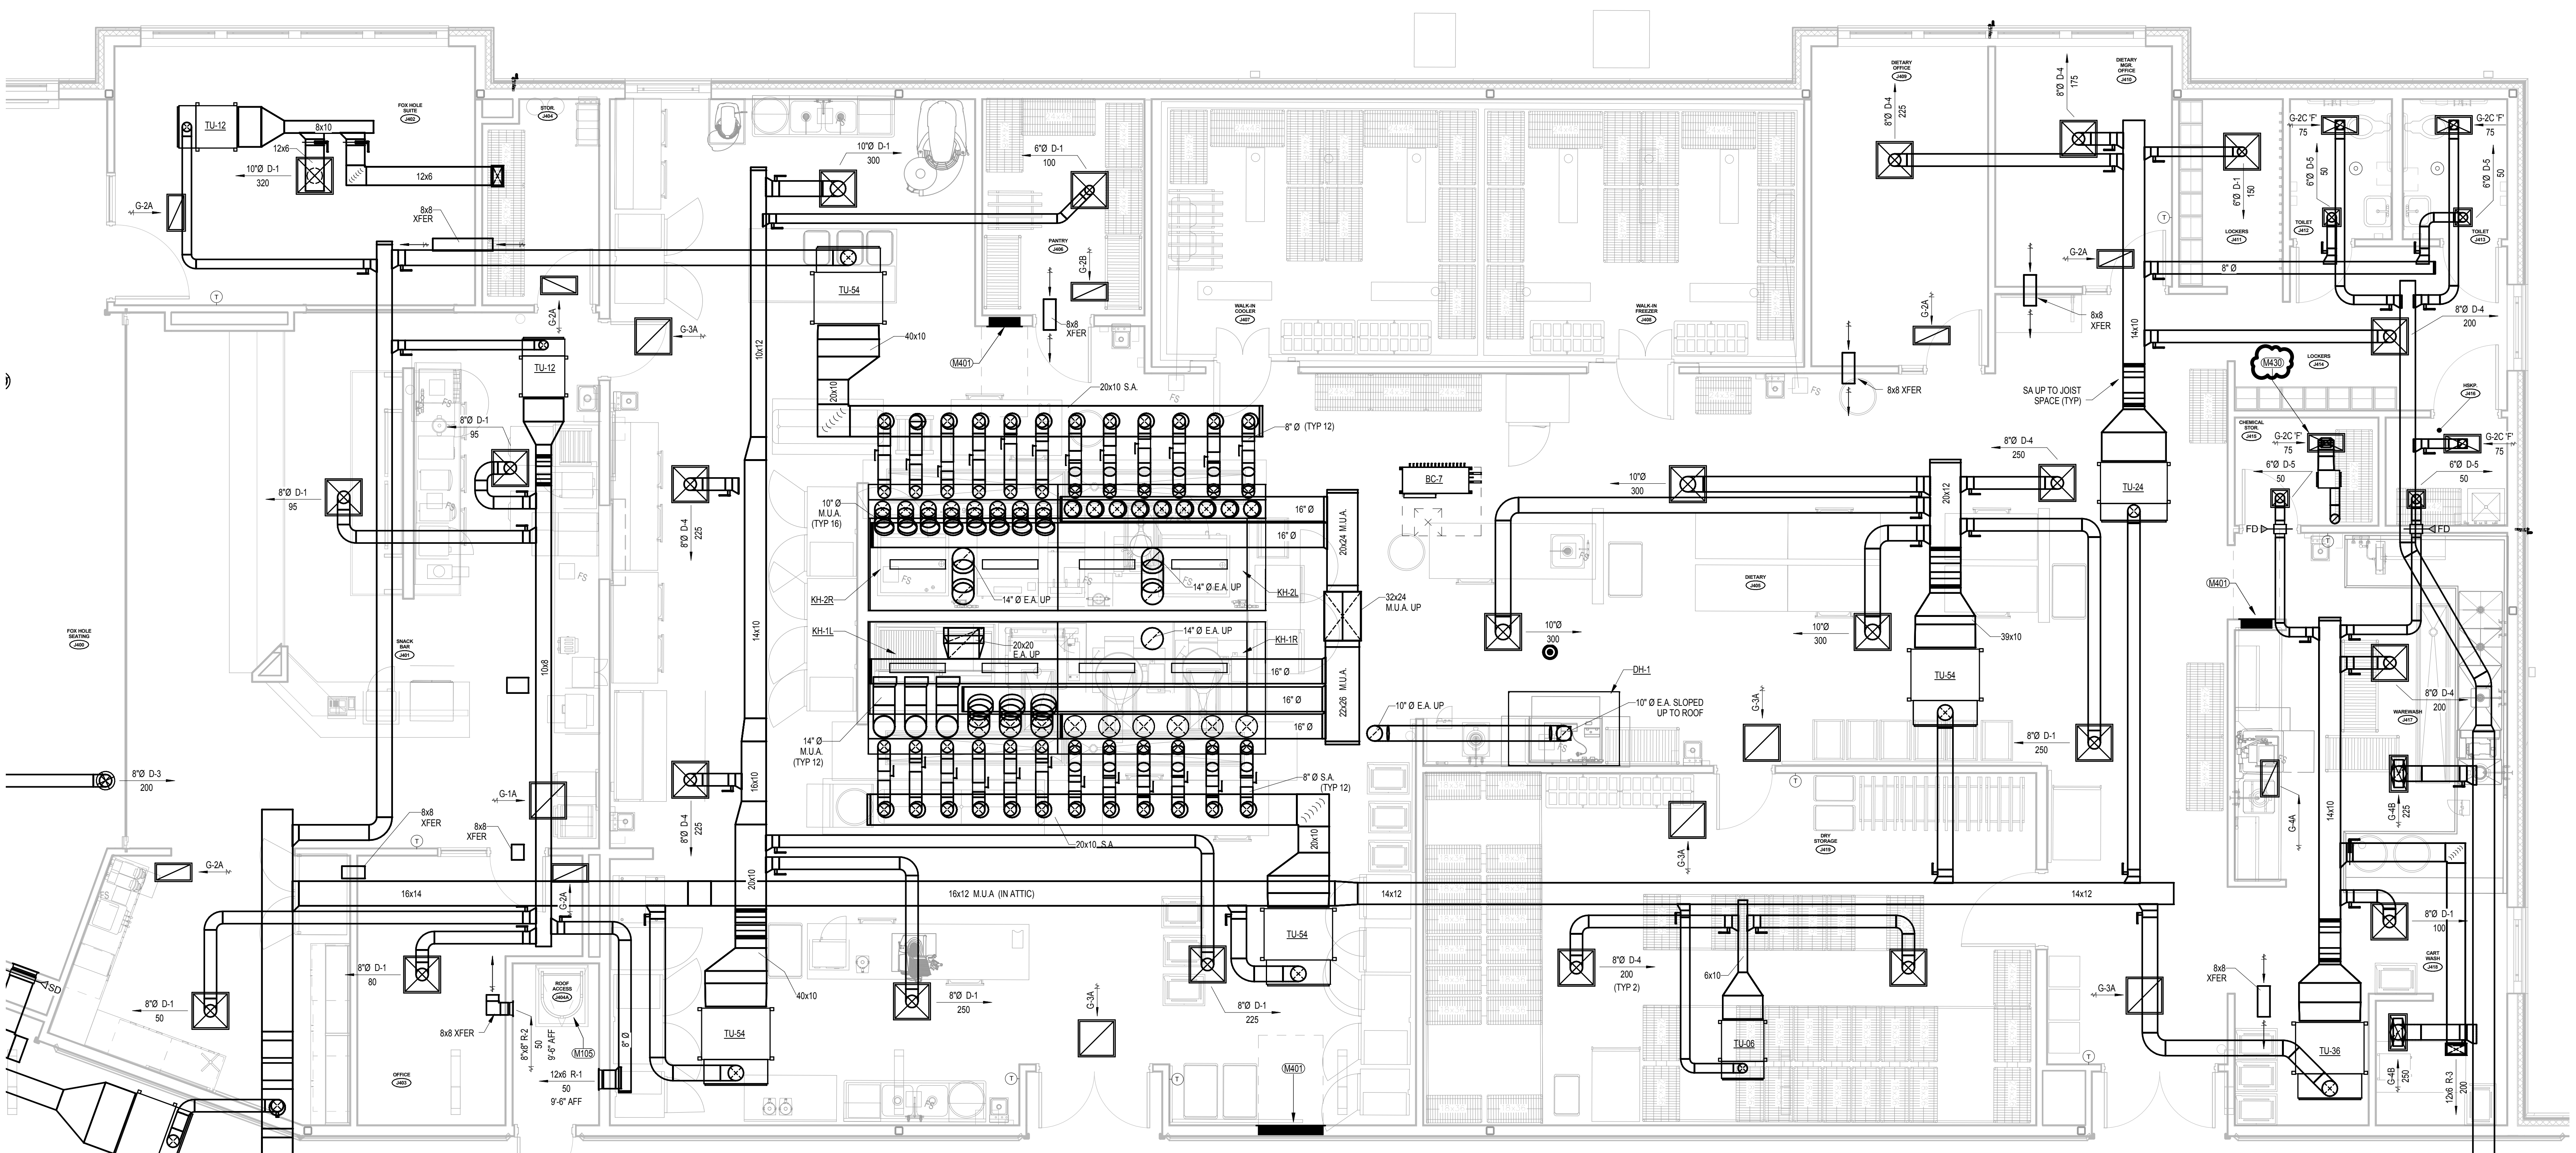 FOX HOLE
SUITE
J402
TU-12
8x10
12x6
12x6
10"Ø D-1
320
G-2A
8x8
XFER
T
STOR.
J404
G-2A
G-3A
TU-12
8"Ø D-1
95
8"Ø D-1
95
FOX HOLE
SEATING
J400
SNACK
BAR
J401
10x8
8"Ø D-3
200
G-1A
8x8
XFER
8x8
XFER
T
G-2A
G-2A
16x14
SD
8"Ø D-1
50
8"Ø D-1
80
OFFICE
J403
8x8 XFER
8"x8" R-2
50
9'-6" AFF
ROOF
ACCESS
J404A
M105
12x6 R-1
50
9'-6" AFF
8" Ø
10"Ø D-1
300
6"Ø D-1
100
PANTRY
J406
G-2B
8x8
XFER
M401
TU-54
40x10
20x10
10x12
20x10 S.A.
8" Ø (TYP 12)
10" Ø
M.U.A.
(TYP 16)
16" Ø
16" Ø
20x24 M.U.A.
8"Ø D-4
225
KH-2R
14" Ø E.A. UP
14" Ø E.A. UP
KH-2L
32x24
M.U.A. UP
KH-1L
20x20
E.A. UP
14" Ø E.A. UP
KH-1R
14x10
16" Ø
16" Ø
16" Ø
22x26 M.U.A.
14" Ø
M.U.A.
(TYP 12)
8" Ø S.A.
(TYP 12)
16x10
8"Ø D-4
225
20x10 S.A.
20x10
20x10
16x12 M.U.A (IN ATTIC)
14x12
14x12
TU-54
40x10
TU-54
8"Ø D-1
250
8"Ø D-1
225
G-3A
T
T
M401
WALK-IN
COOLER
J407
WALK-IN
FREEZER
J408
BC-7
10"Ø
300
10"Ø
300
10"Ø
300
8"Ø D-4
250
20x12
DIETARY
J405
39x10
TU-54
DH-1
10" Ø E.A. UP
10" Ø E.A. SLOPED
UP TO ROOF
G-3A
8"Ø D-1
250
T
G-3A
DRY
STORAGE
J419
8"Ø D-4
200
(TYP 2)
6x10
TU-06
T
G-3A
DIETARY
OFFICE
J409
8"Ø D-4
225
DIETARY
MGR.
OFFICE
J410
8"Ø D-4
175
G-2A
G-2A
8x8
XFER
8x8 XFER
T
14x10
SA UP TO JOIST
SPACE (TYP)
TU-24
LOCKERS
J411
6"Ø D-1
150
8" Ø
G-2C 'F'
75
6"Ø D-5
50
TOILET
J412
G-2C 'F'
75
6"Ø D-5
50
TOILET
J413
8"Ø D-4
200
LOCKERS
J414
M430
HSKP.
J416
CHEMICAL
STOR.
J415
G-2C 'F'
75
6"Ø D-5
50
G-2C 'F'
75
6"Ø D-5
50
FD
FD
T
M401
8"Ø D-4
200
WAREWASH
J417
G-4A
14x10
G-4B
225
8"Ø D-1
100
CART
WASH
J418
8x8
XFER
TU-36
G-4B
250
12x6 R-3
200